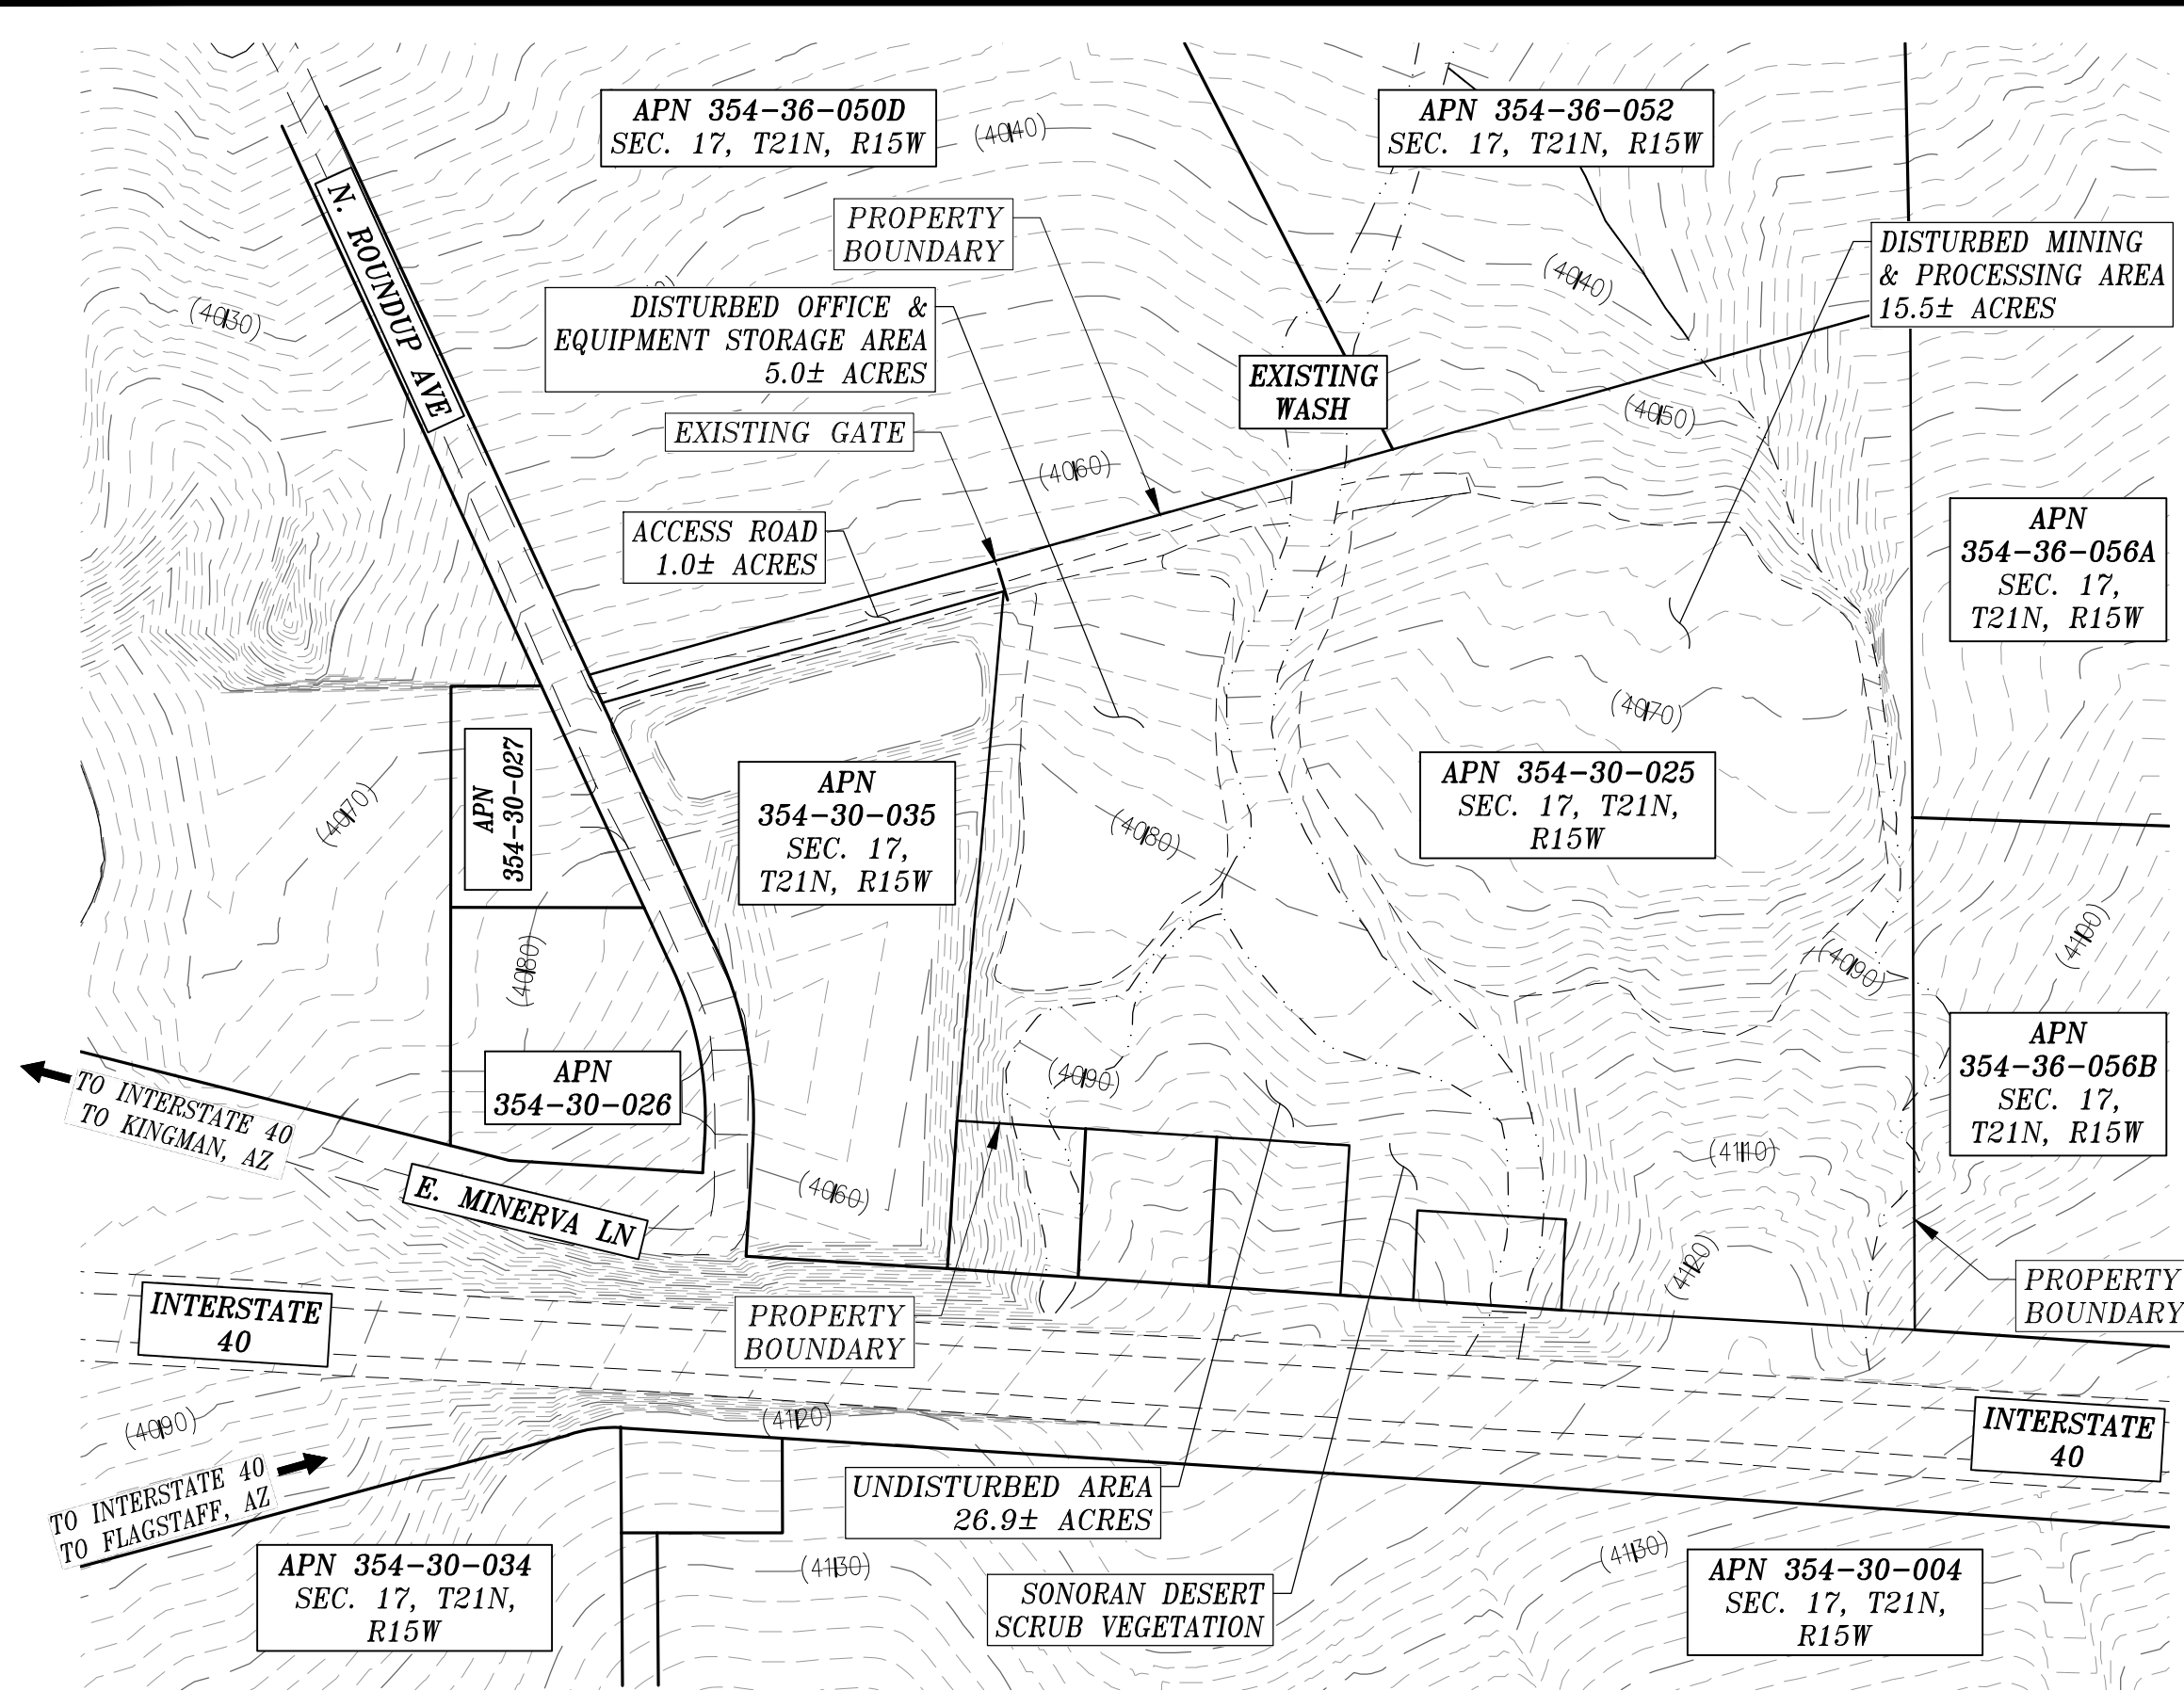 APN 354-36-050D
SEC. 17, T21N, R15W
(4040)
APN 354-36-052
SEC. 17, T21N, R15W
N. ROUNDUP AVE
PROPERTY
BOUNDARY
DISTURBED MINING
& PROCESSING AREA
15.5± ACRES
(4040)
(4030)
DISTURBED OFFICE &
EQUIPMENT STORAGE AREA
5.0± ACRES
EXISTING
WASH
(4050)
EXISTING GATE
(4060)
ACCESS ROAD
1.0± ACRES
APN
354-36-056A
SEC. 17,
T21N, R15W
(4070)
APN
354-30-027
(4070)
APN
354-30-035
SEC. 17,
T21N, R15W
(4080)
APN 354-30-025
SEC. 17, T21N,
R15W
(4080)
(4090)
(4100)
APN
354-30-026
(4090)
APN
354-36-056B
SEC. 17,
T21N, R15W
TO INTERSTATE 40
TO KINGMAN, AZ
(4110)
E. MINERVA LN
(4060)
(4120)
PROPERTY
BOUNDARY
INTERSTATE
40
PROPERTY
BOUNDARY
(4090)
(4120)
INTERSTATE
40
TO INTERSTATE 40
TO FLAGSTAFF, AZ
UNDISTURBED AREA
26.9± ACRES
APN 354-30-034
SEC. 17, T21N,
R15W
(4130)
SONORAN DESERT
SCRUB VEGETATION
(4130)
APN 354-30-004
SEC. 17, T21N,
R15W